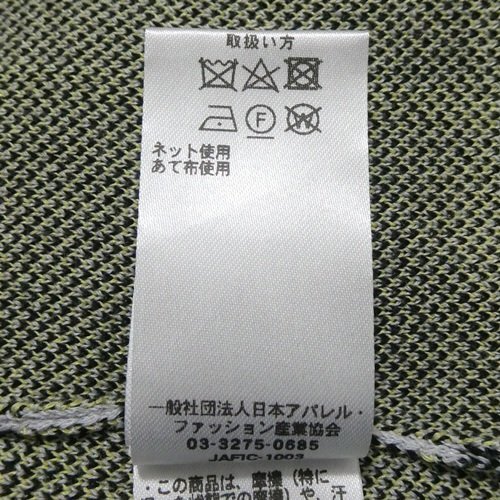 取扱い方
F W
ネット使用
あて布使用
一般社団法人日本アパレル・
ファッション産業協会
03-3275-0685
JAFIC-1003
・この商品は、摩擦（特に